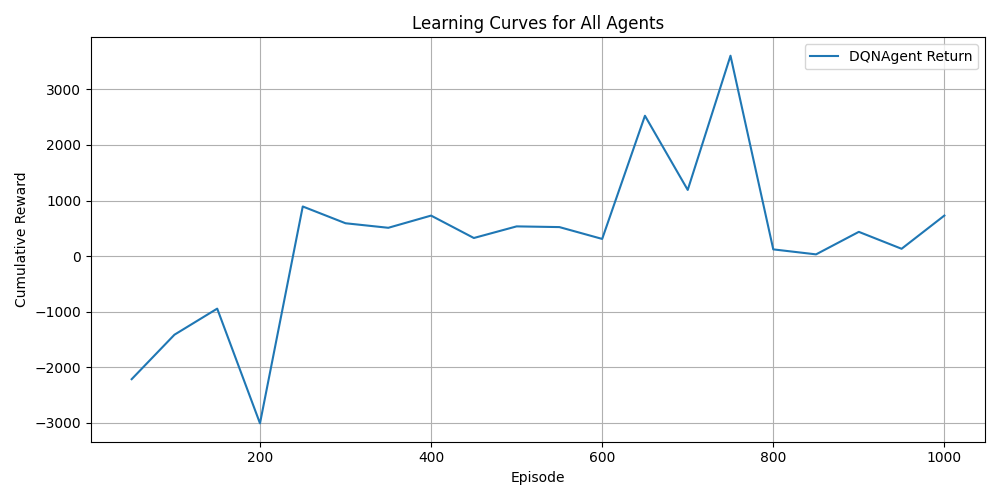 Learning Curves for All Agents
DQNAgent Return
Cumulative Reward
3000
2000
1000
0
−1000
−2000
−3000
200 400 600 800 1000
Episode